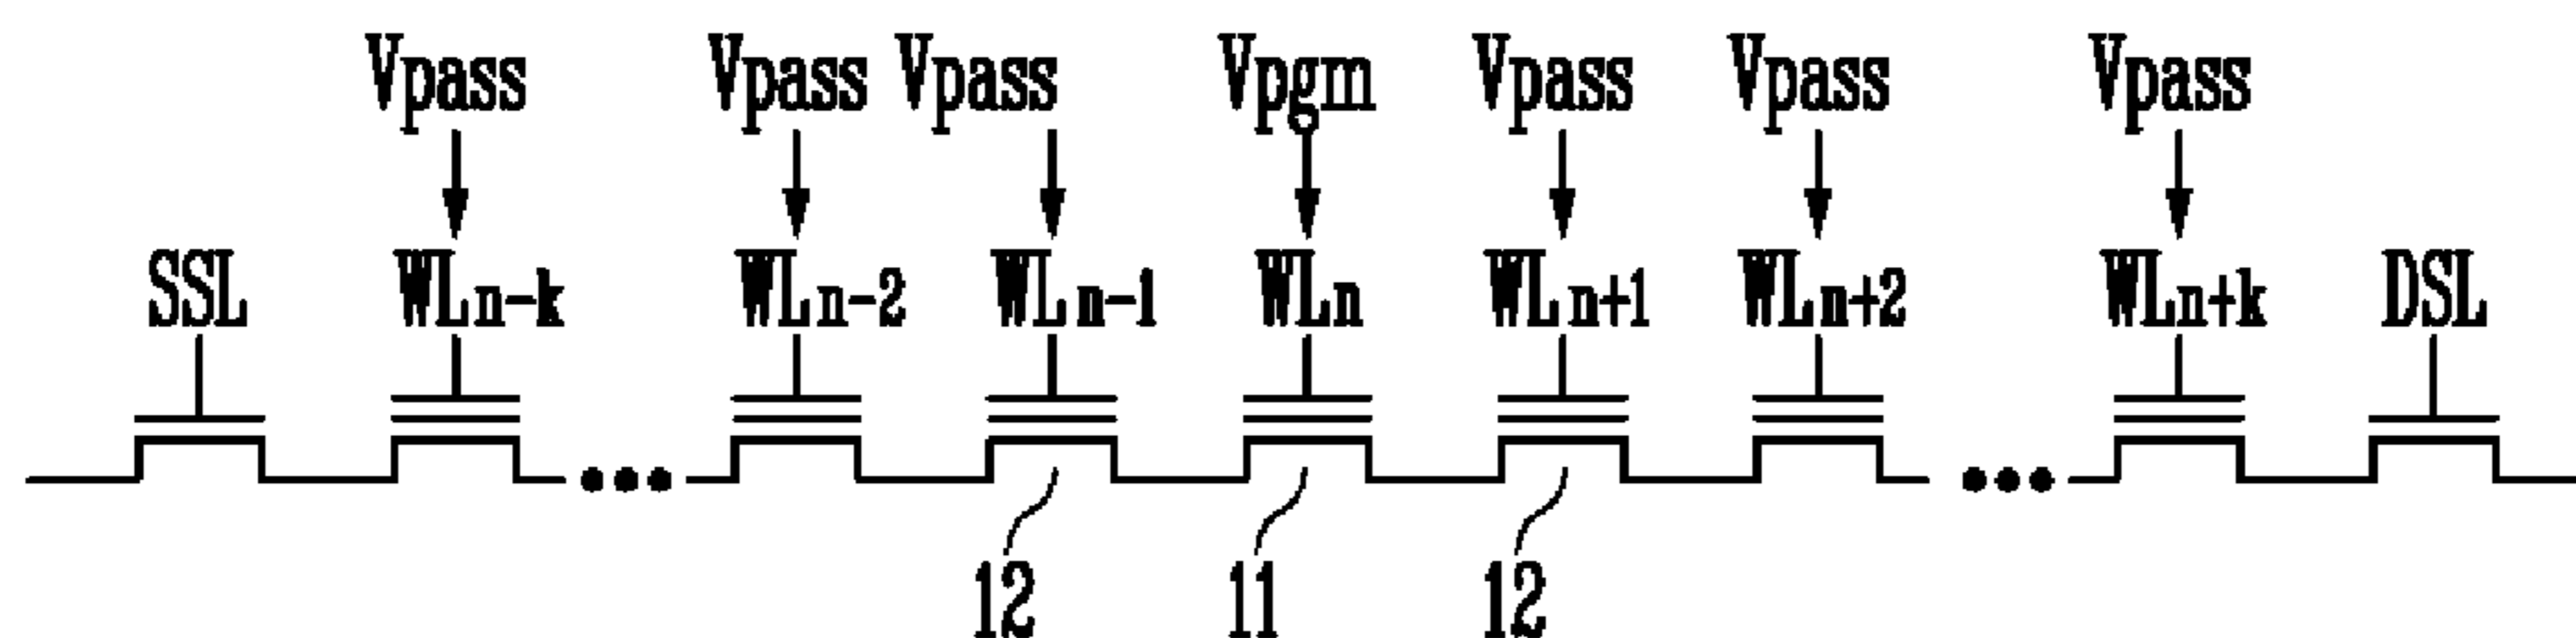 Vpass Vpass Vpass Vpgm Vpass Vpass Vpass
SSL WLn-k WLn-2 WLn-1 WLn WLn+1 WLn+2 WLn+k DSL
12 11 12